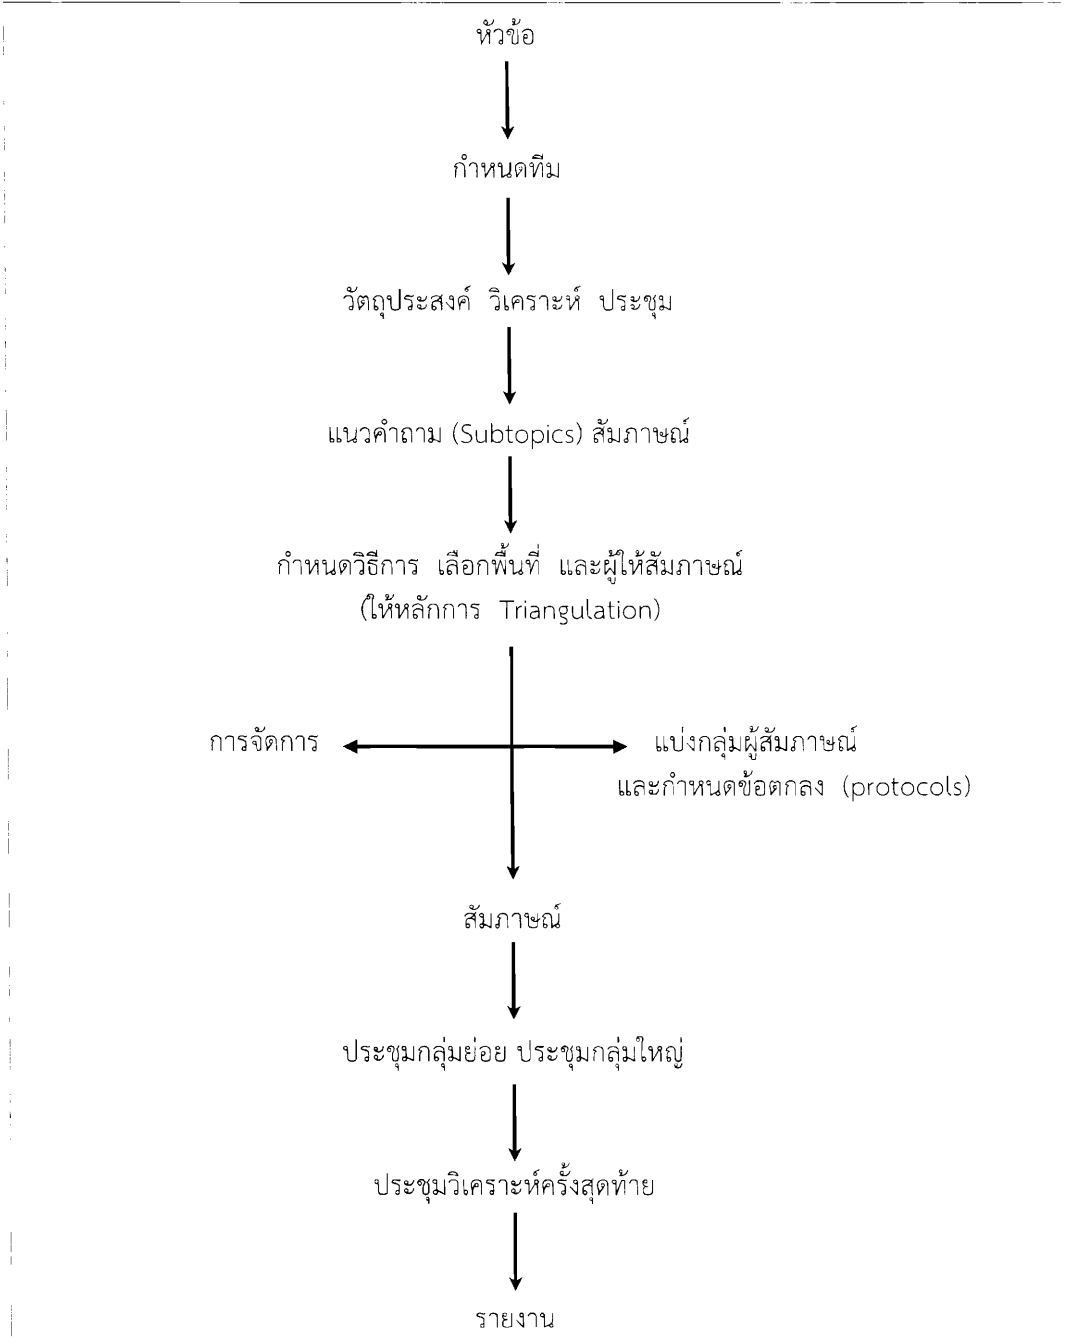 หัวข้อ
กำหนดทีม
วัตถุประสงค์ วิเคราะห์ ประชุม
แนวคำถาม (Subtopics) สัมภาษณ์
กำหนดวิธีการ เลือกพื้นที่ และผู้ให้สัมภาษณ์
(ให้หลักการ Triangulation)
การจัดการ
แบ่งกลุ่มผู้สัมภาษณ์
และกำหนดข้อตกลง (protocols)
สัมภาษณ์
ประชุมกลุ่มย่อย ประชุมกลุ่มใหญ่
ประชุมวิเคราะห์ครั้งสุดท้าย
รายงาน